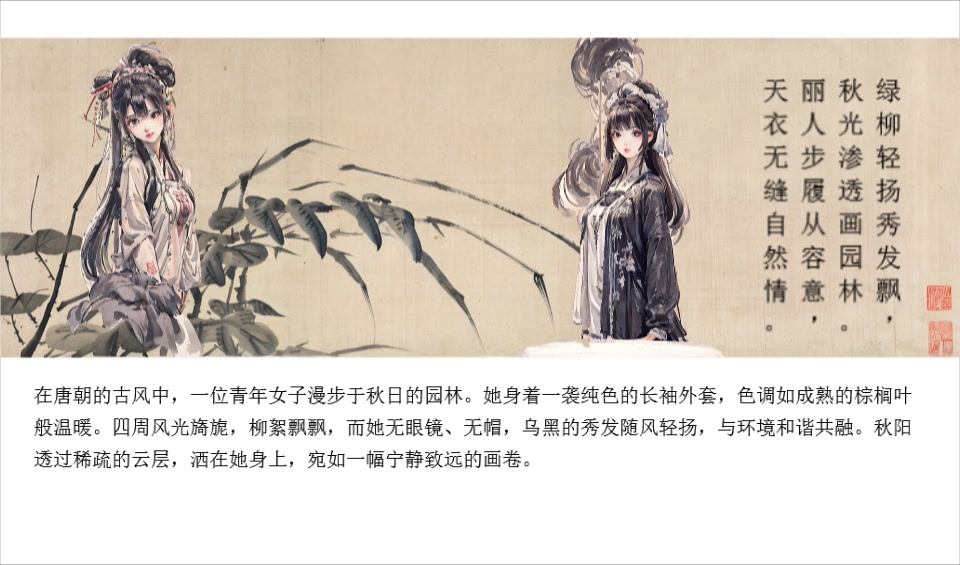 绿柳轻扬秀发飘，
秋光渗透画园林。
丽人步履从容意，
天衣无缝自然情。
在唐朝的古风中，一位青年女子漫步于秋日的园林。她身着一袭纯色的长袖外套，色调如成熟的棕榈叶
般温暖。四周风光旖旎，柳絮飘飘，而她无眼镜、无帽，乌黑的秀发随风轻扬，与环境和谐共融。秋阳
透过稀疏的云层，洒在她身上，宛如一幅宁静致远的画卷。